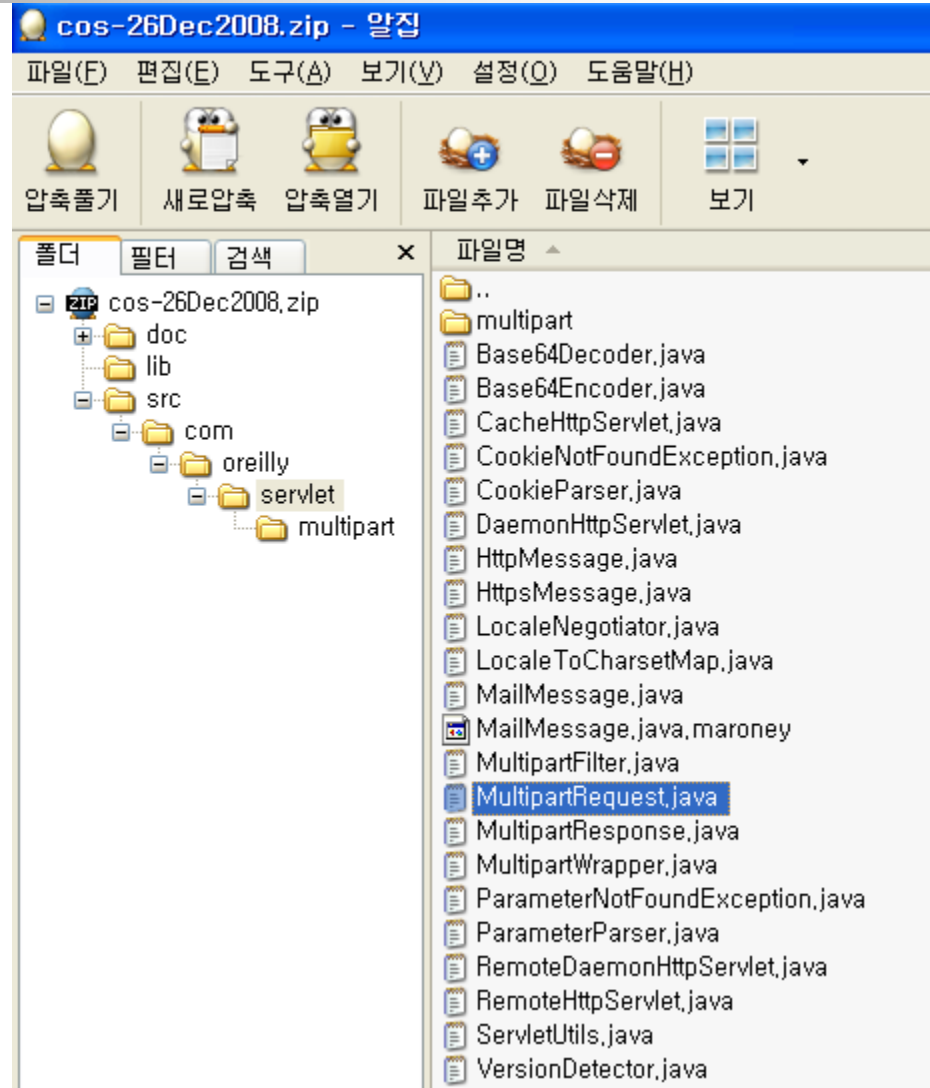 cos-26Dec2008.zip - 알집
파일(F) 편집(E) 도구(A) 보기(V) 설정(O) 도움말(H)
압축풀기 새로압축 압축열기 파일추가 파일삭제 보기
폴더 필터 검색 ×
ZIP cos-26Dec2008.zip
doc
lib
src
com
oreilly
servlet
multipart
파일명
..
multipart
Base64Decoder.java
Base64Encoder.java
CacheHttpServlet.java
CookieNotFoundException.java
CookieParser.java
DaemonHttpServlet.java
HttpMessage.java
HttpsMessage.java
LocaleNegotiator.java
LocaleToCharsetMap.java
MailMessage.java
MailMessage.java.maroney
MultipartFilter.java
MultipartRequest.java
MultipartResponse.java
MultipartWrapper.java
ParameterNotFoundException.java
ParameterParser.java
RemoteDaemonHttpServlet.java
RemoteHttpServlet.java
ServletUtils.java
VersionDetector.java